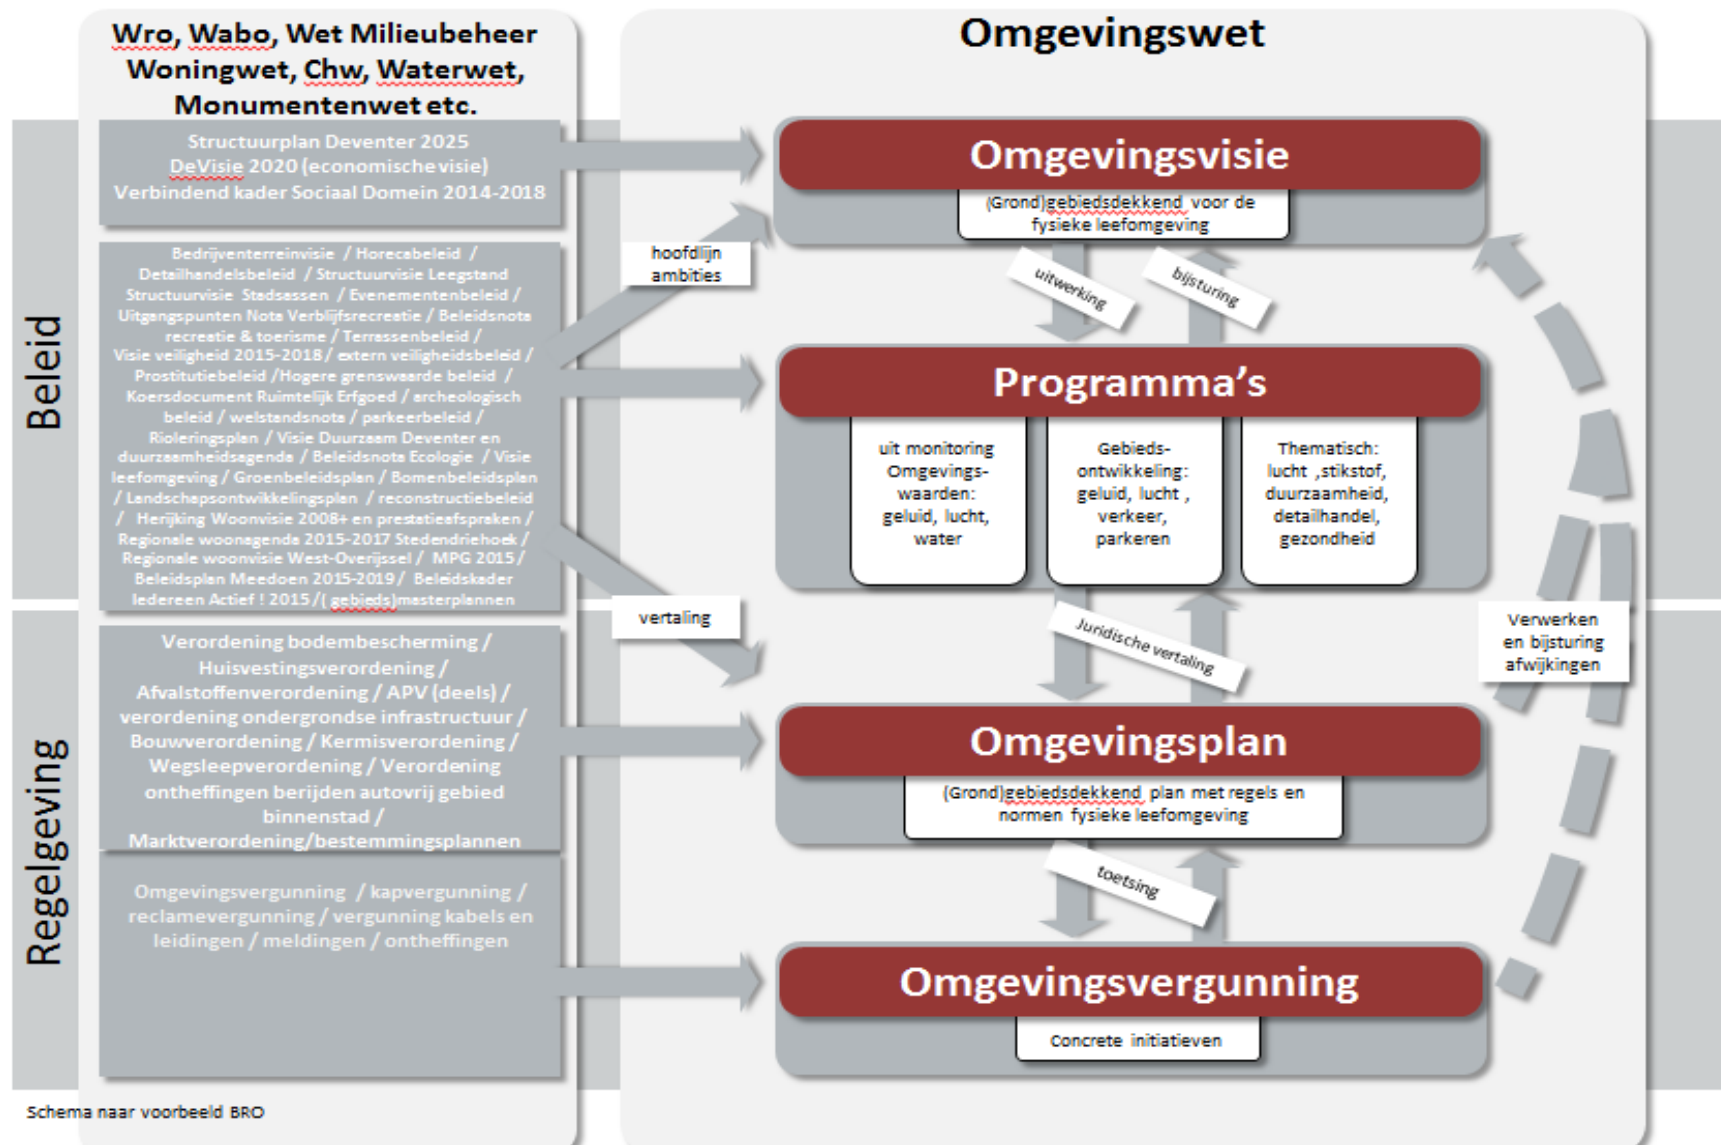 Wro, Wabo, Wet Milieubeheer
Woningwet, Chw, Waterwet,
Monumentenwet etc.
Omgevingswet
Beleid
Structuurplan Deventer 2025
DeVisie 2020 (economische visie)
Verbindend kader Sociaal Domein 2014-2018
Bedrijventerreinvisie / Horecabeleid /
Detailhandelsbeleid / Structuurvisie Leegstand
Structuurvisie Stadsassen / Evenementenbeleid /
Uitgangspunten Nota Verblijfsrecreatie / Beleidsnota
recreatie & toerisme / Terrassenbeleid /
Visie veiligheid 2015-2018 / extern veiligheidsbeleid /
Prostitutiebeleid /Hogere grenswaarde beleid /
Koersdocument Ruimtelijk Erfgoed / archeologisch
beleid / welstandsnota / parkeerbeleid /
Rioleringsplan / Visie Duurzaam Deventer en
duurzaamheidsagenda / Beleidsnota Ecologie / Visie
leefomgeving / Groenbeleidsplan / Bomenbeleidsplan
/ Landschapsontwikkelingsplan / reconstructiebeleid
/ Herijking Woonvisie 2008+ en prestatieafspraken /
Regionale woonagenda 2015-2017 Stedendriehoek /
Regionale woonvisie West-Overijssel / MPG 2015 /
Beleidsplan Meedoen 2015-2019 / Beleidskader
Iedereen Actief ! 2015 /( gebieds)masterplannen
hoofdlijn
ambities
vertaling
Omgevingsvisie
(Grond)gebiedsdekkend voor de
fysieke leefomgeving
uitwerking
bijsturing
Programma's
uit monitoring
Omgevings-
waarden:
geluid, lucht,
water
Gebieds-
ontwikkeling:
geluid, lucht ,
verkeer,
parkeren
Thematisch:
lucht ,stikstof,
duurzaamheid,
detailhandel,
gezondheid
Juridische vertaling
Verwerken
en bijsturing
afwijkingen
Regelgeving
Verordening bodembescherming /
Huisvestingsverordening /
Afvalstoffenverordening / APV (deels) /
verordening ondergrondse infrastructuur /
Bouwverordening / Kermisverordening /
Wegsleepverordening / Verordening
ontheffingen berijden autovrij gebied
binnenstad /
Marktverordening/bestemmingsplannen
Omgevingsplan
(Grond)gebiedsdekkend plan met regels en
normen fysieke leefomgeving
toetsing
Omgevingsvergunning / kapvergunning /
reclamevergunning / vergunning kabels en
leidingen / meldingen / ontheffingen
Omgevingsvergunning
Concrete initiatieven
Schema naar voorbeeld BRO